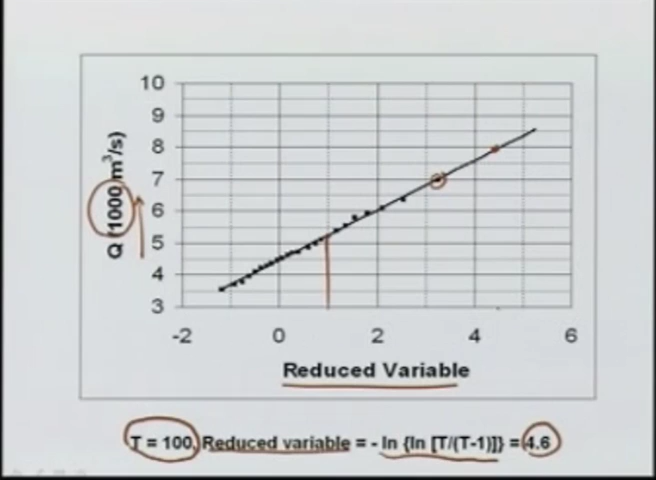 10
9
8
7
6
5
4
3
Q (1000 m³/s)
-2 0 2 4 6
Reduced Variable
T = 100, Reduced variable = - ln {ln [T/(T-1)]} = 4.6